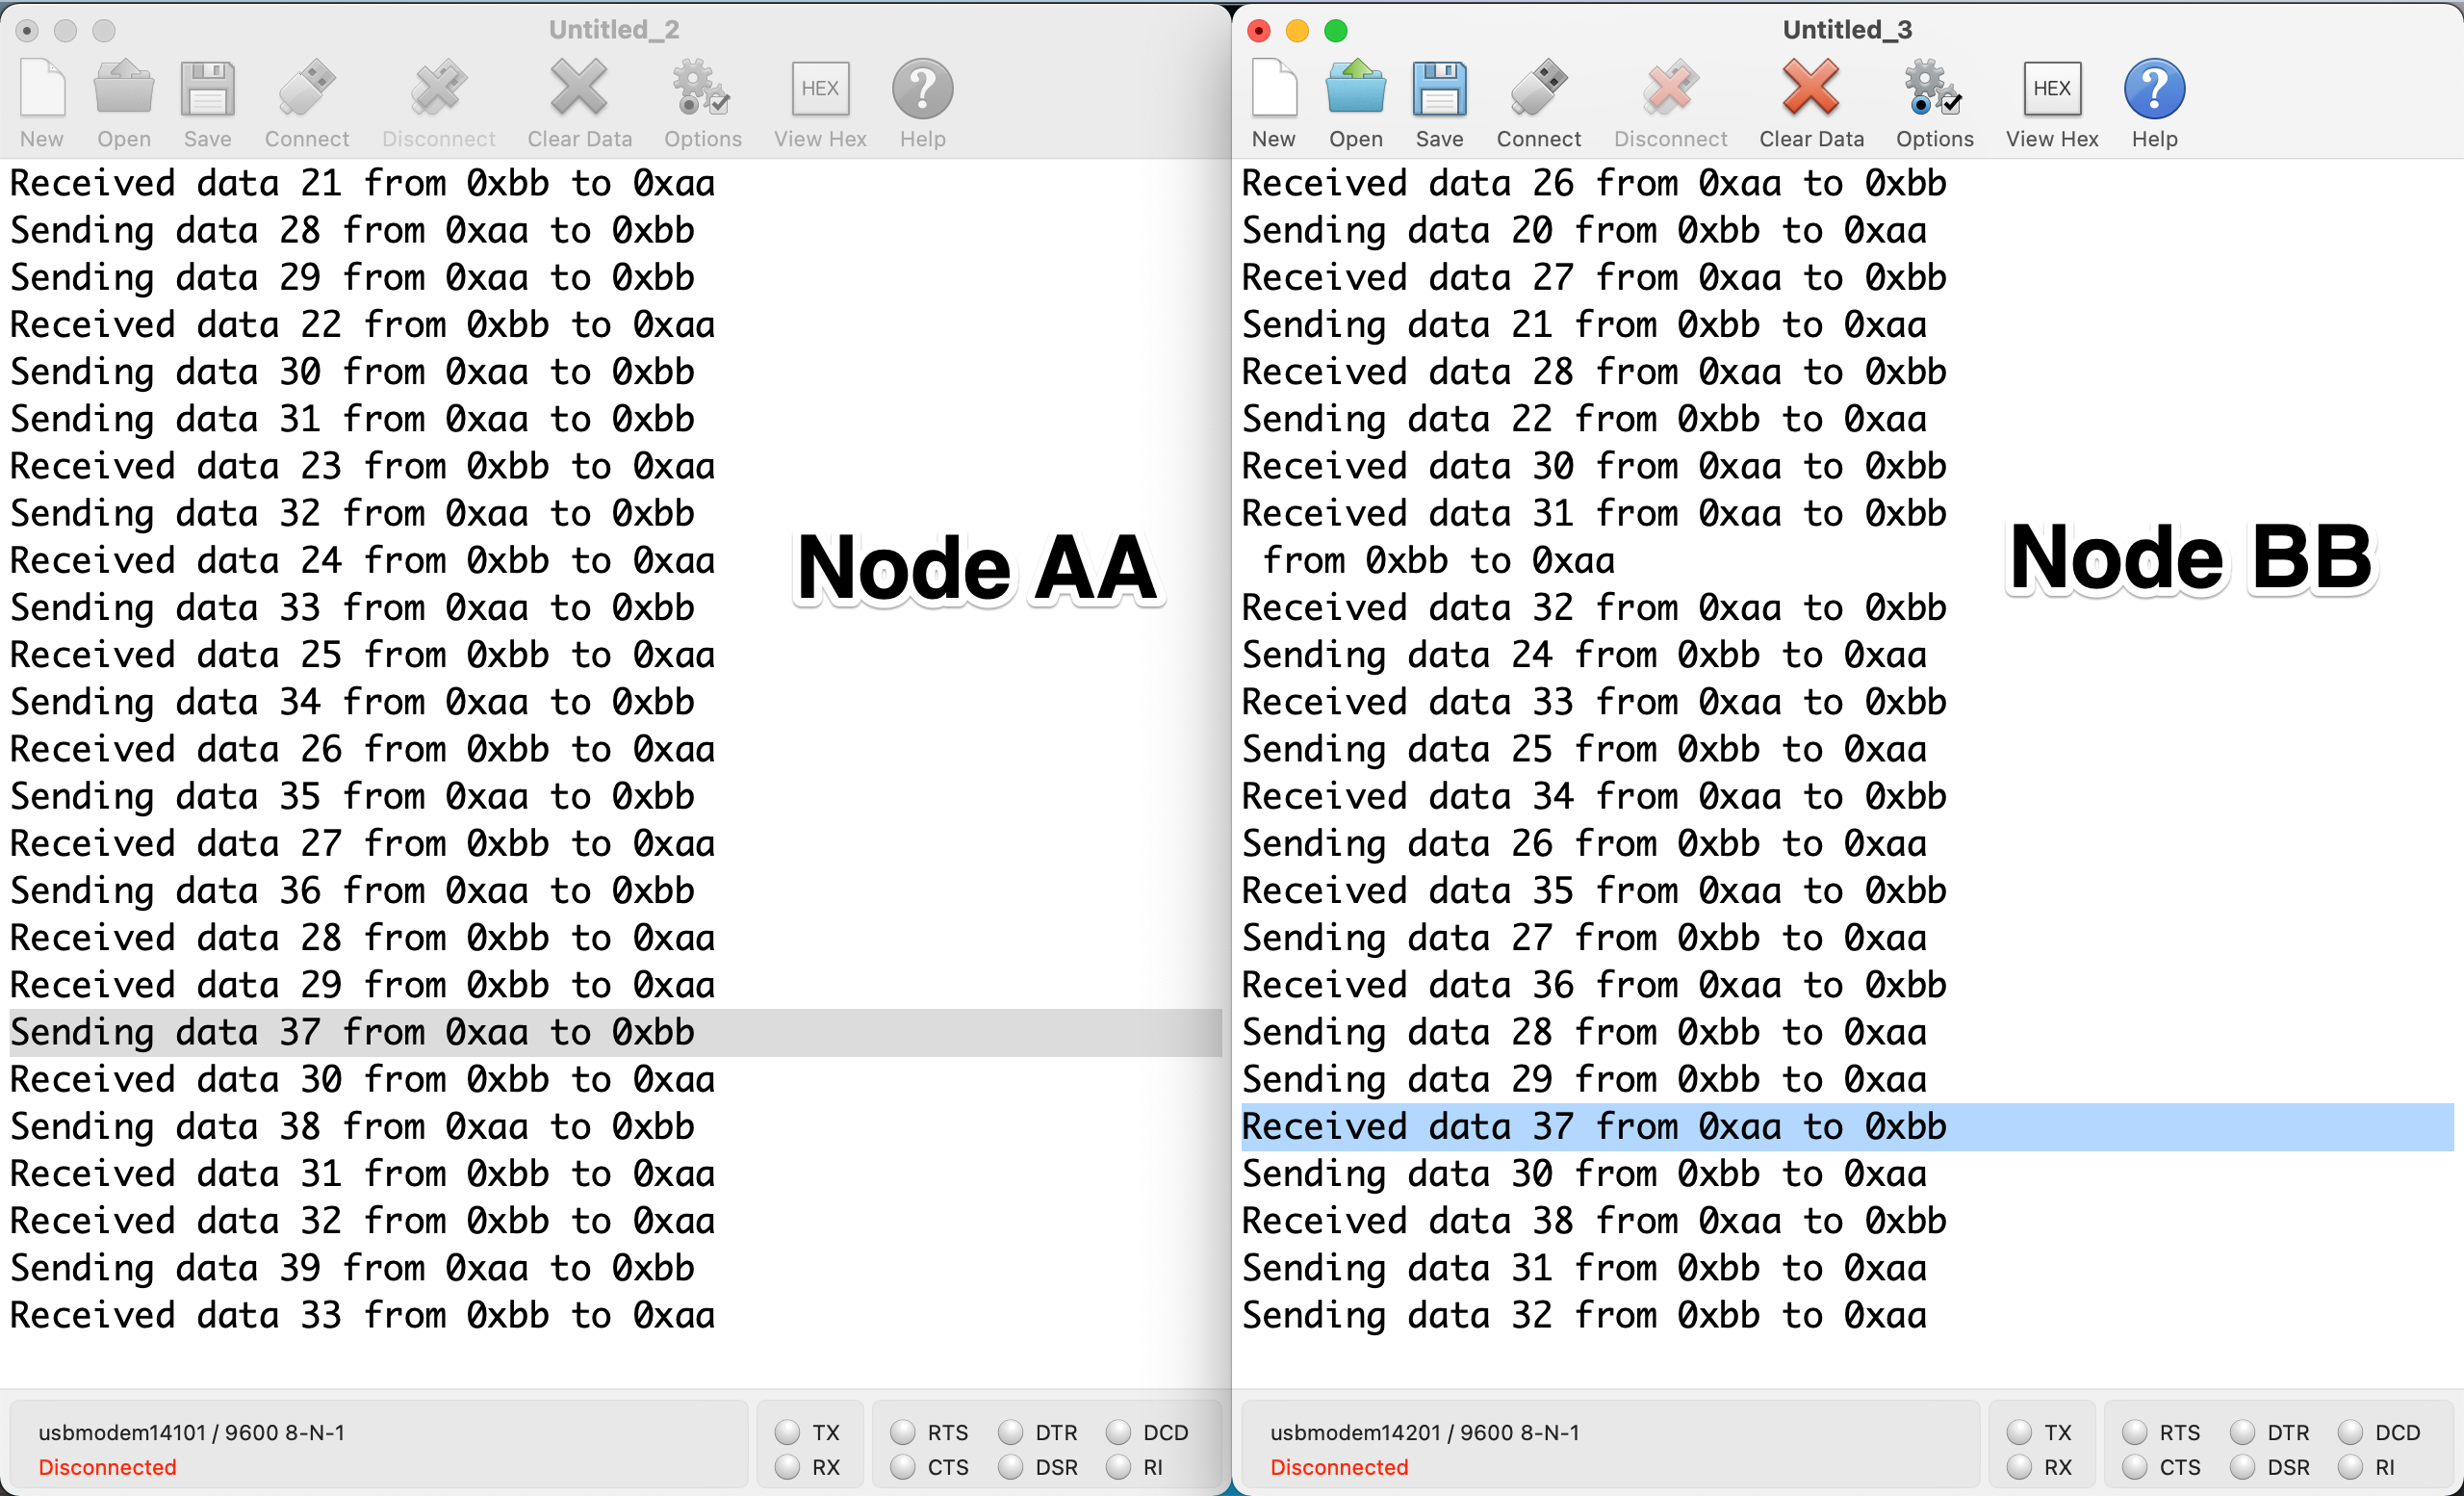 Untitled_2
New Open Save Connect Disconnect Clear Data Options HEX View Hex ? Help
Received data 21 from 0xbb to 0xaa
Sending data 28 from 0xaa to 0xbb
Sending data 29 from 0xaa to 0xbb
Received data 22 from 0xbb to 0xaa
Sending data 30 from 0xaa to 0xbb
Sending data 31 from 0xaa to 0xbb
Received data 23 from 0xbb to 0xaa
Sending data 32 from 0xaa to 0xbb
Received data 24 from 0xbb to 0xaa
Sending data 33 from 0xaa to 0xbb
Received data 25 from 0xbb to 0xaa
Sending data 34 from 0xaa to 0xbb
Received data 26 from 0xbb to 0xaa
Sending data 35 from 0xaa to 0xbb
Received data 27 from 0xbb to 0xaa
Sending data 36 from 0xaa to 0xbb
Received data 28 from 0xbb to 0xaa
Received data 29 from 0xbb to 0xaa
Sending data 37 from 0xaa to 0xbb
Received data 30 from 0xbb to 0xaa
Sending data 38 from 0xaa to 0xbb
Received data 31 from 0xbb to 0xaa
Received data 32 from 0xbb to 0xaa
Sending data 39 from 0xaa to 0xbb
Received data 33 from 0xbb to 0xaa
Node AA
usbmodem14101 / 9600 8-N-1
Disconnected
TX RTS DTR DCD
RX CTS DSR RI
Untitled_3
New Open Save Connect Disconnect Clear Data Options HEX View Hex ? Help
Received data 26 from 0xaa to 0xbb
Sending data 20 from 0xbb to 0xaa
Received data 27 from 0xaa to 0xbb
Sending data 21 from 0xbb to 0xaa
Received data 28 from 0xaa to 0xbb
Sending data 22 from 0xbb to 0xaa
Received data 30 from 0xaa to 0xbb
Received data 31 from 0xaa to 0xbb
from 0xbb to 0xaa
Received data 32 from 0xaa to 0xbb
Sending data 24 from 0xbb to 0xaa
Received data 33 from 0xaa to 0xbb
Sending data 25 from 0xbb to 0xaa
Received data 34 from 0xaa to 0xbb
Sending data 26 from 0xbb to 0xaa
Received data 35 from 0xaa to 0xbb
Sending data 27 from 0xbb to 0xaa
Received data 36 from 0xaa to 0xbb
Sending data 28 from 0xbb to 0xaa
Sending data 29 from 0xbb to 0xaa
Received data 37 from 0xaa to 0xbb
Sending data 30 from 0xbb to 0xaa
Received data 38 from 0xaa to 0xbb
Sending data 31 from 0xbb to 0xaa
Sending data 32 from 0xbb to 0xaa
Node BB
usbmodem14201 / 9600 8-N-1
Disconnected
TX RTS DTR DCD
RX CTS DSR RI